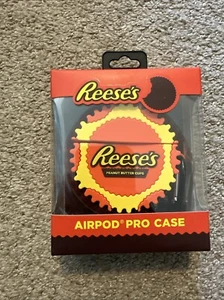 Reese's
Reese's
PEANUT BUTTER CUPS
AIRPOD® PRO CASE